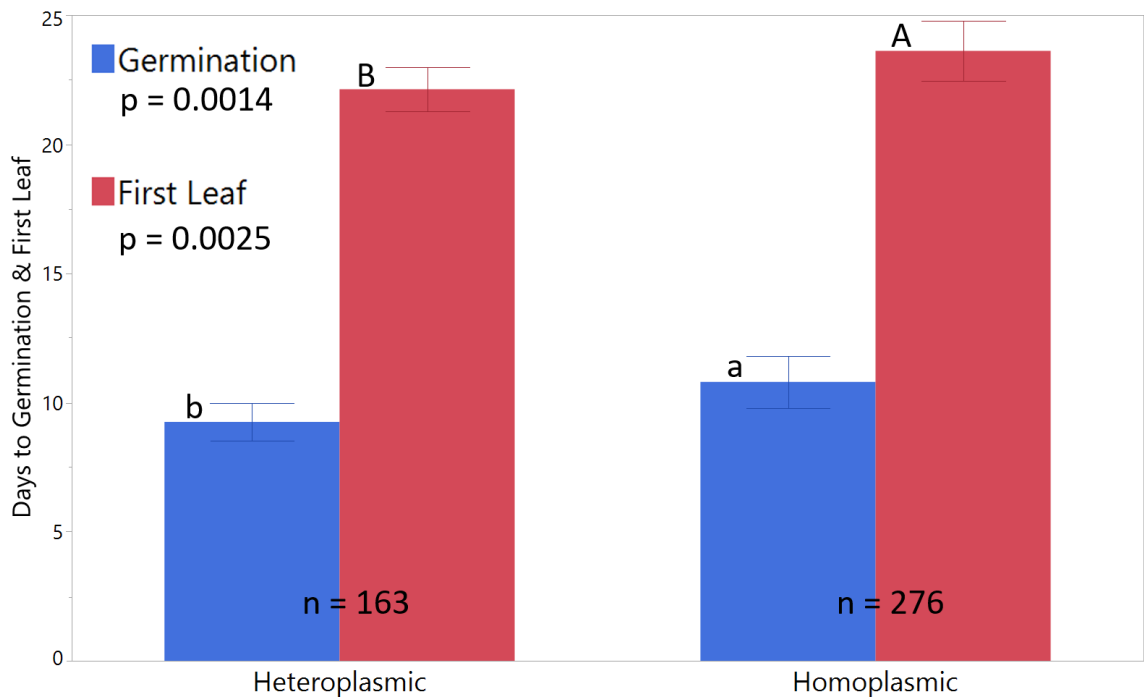 Days to Germination & First Leaf
25
20
15
10
5
0
Germination
p = 0.0014
First Leaf
p = 0.0025
b
B
a
A
n = 163
n = 276
Heteroplasmic
Homoplasmic